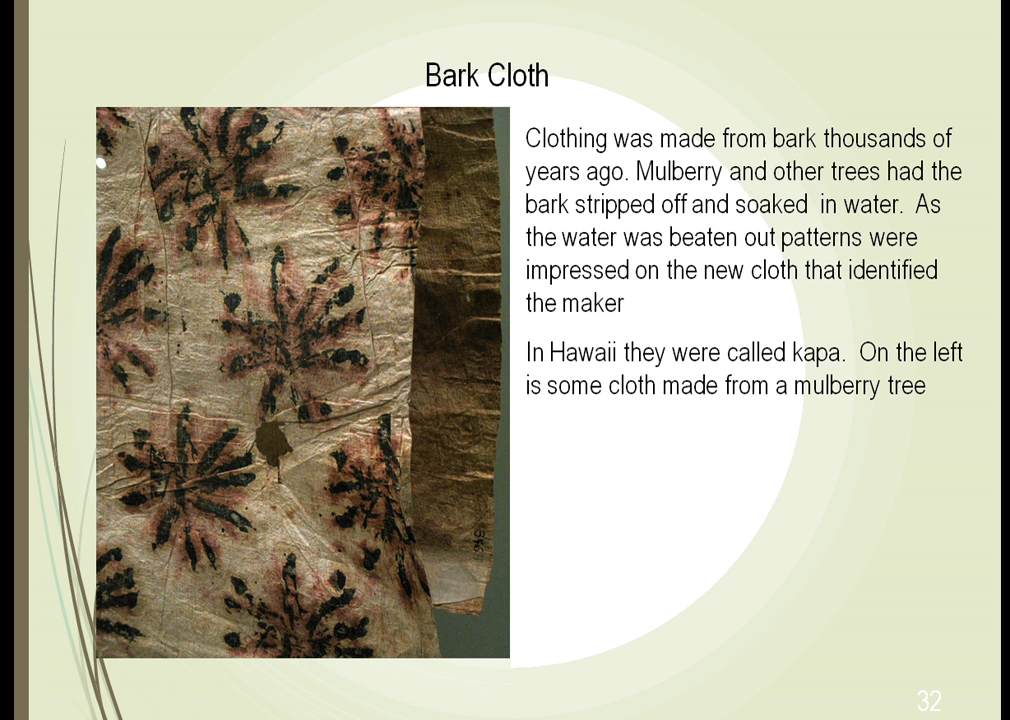 Bark Cloth
Clothing was made from bark thousands of
years ago. Mulberry and other trees had the
bark stripped off and soaked  in water.  As
the water was beaten out patterns were
impressed on the new cloth that identified
the maker
In Hawaii they were called kapa.  On the left
is some cloth made from a mulberry tree
32